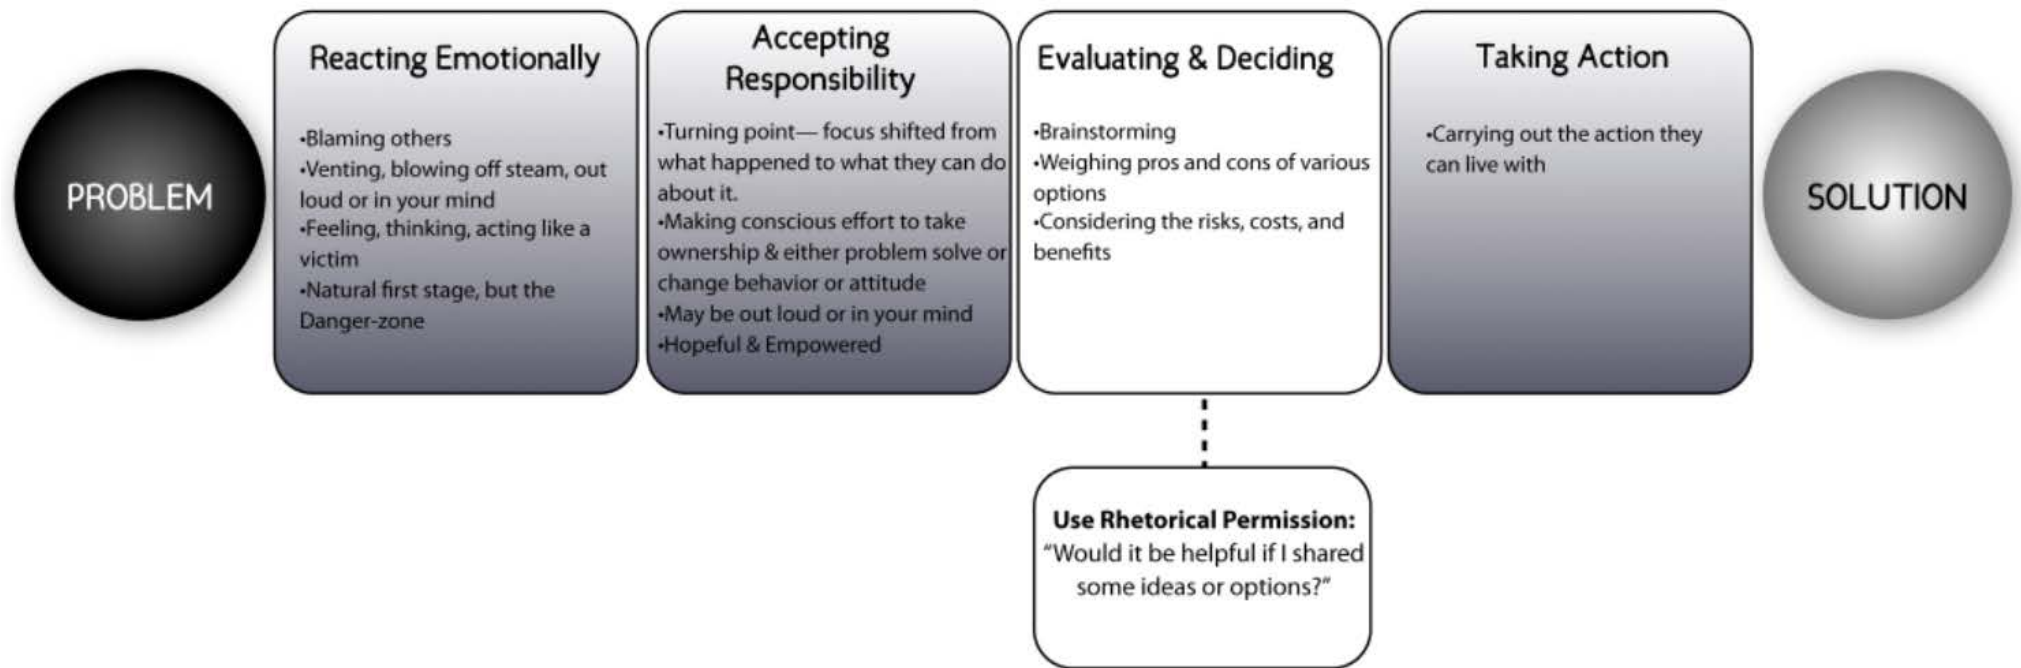 PROBLEM
Reacting Emotionally
•Blaming others
•Venting, blowing off steam, out
loud or in your mind
•Feeling, thinking, acting like a
victim
•Natural first stage, but the
Danger-zone
Accepting
Responsibility
•Turning point— focus shifted from
what happened to what they can do
about it.
•Making conscious effort to take
ownership & either problem solve or
change behavior or attitude
•May be out loud or in your mind
•Hopeful & Empowered
Evaluating & Deciding
•Brainstorming
•Weighing pros and cons of various
options
•Considering the risks, costs, and
benefits
Taking Action
•Carrying out the action they
can live with
SOLUTION
Use Rhetorical Permission:
“Would it be helpful if I shared
some ideas or options?”